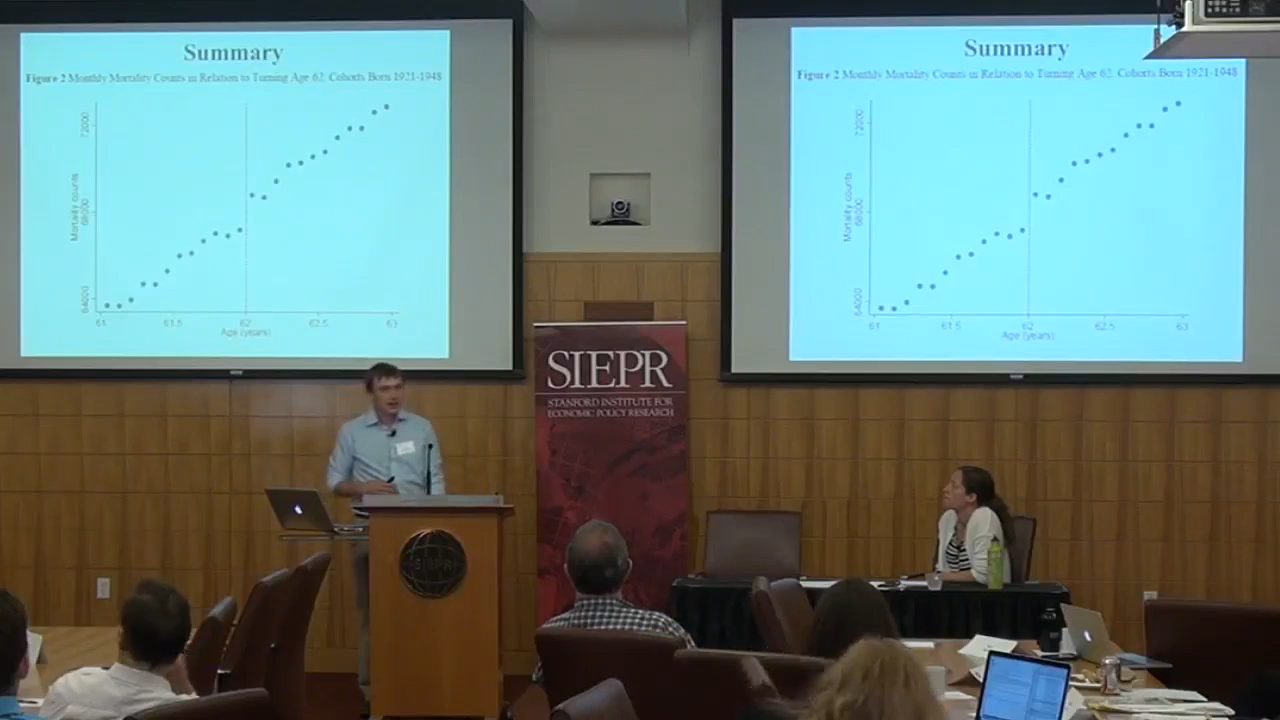 Summary
Figure 2 Monthly Mortality Counts in Relation to Turning Age 62. Cohorts Born 1921-1948
Mortality counts
72000
68000
64000
61
61.5
62
62.5
63
Age (years)
Summary
Figure 2 Monthly Mortality Counts in Relation to Turning Age 62. Cohorts Born 1921-1948
Mortality counts
72000
68000
64000
61
61.5
62
62.5
63
Age (years)
SIEPR
STANFORD INSTITUTE FOR
ECONOMIC POLICY RESEARCH
SIEPR